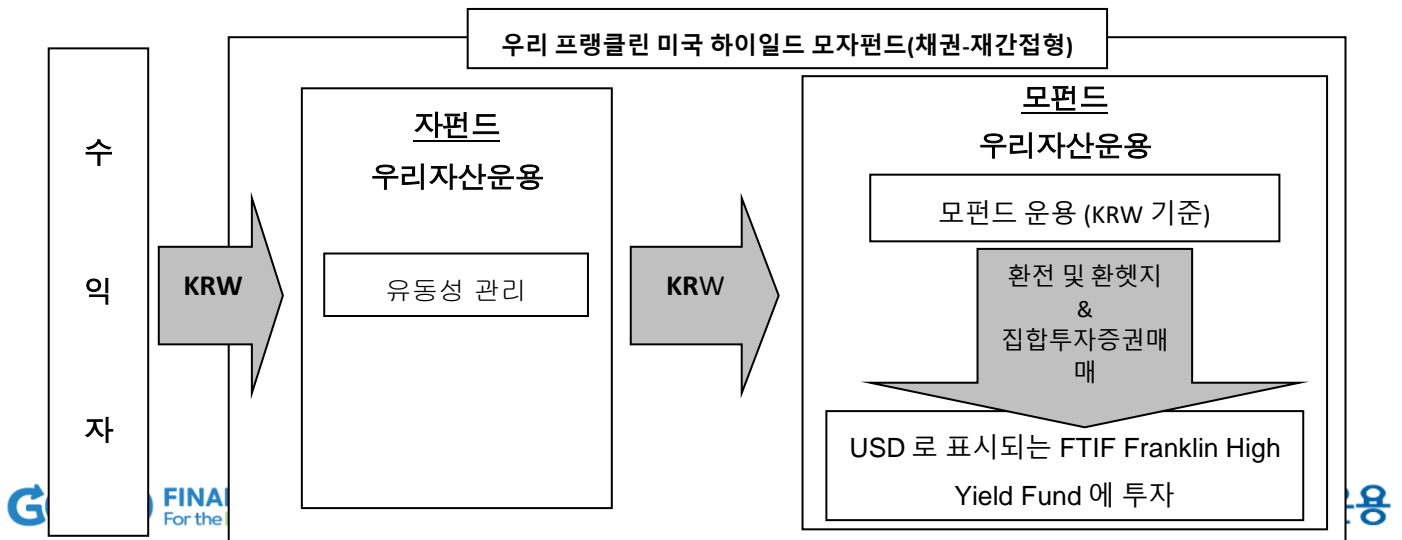 우리 프랭클린 미국 하이일드 모자펀드(채권-재간접형)
수
익
자
KRW
자펀드
우리자산운용
유동성 관리
KRW
모펀드
우리자산운용
모펀드 운용 (KRW 기준)
환전 및 환헷지
&
집합투자증권매
매
USD 로 표시되는 FTIF Franklin High
Yield Fund 에 투자
For the